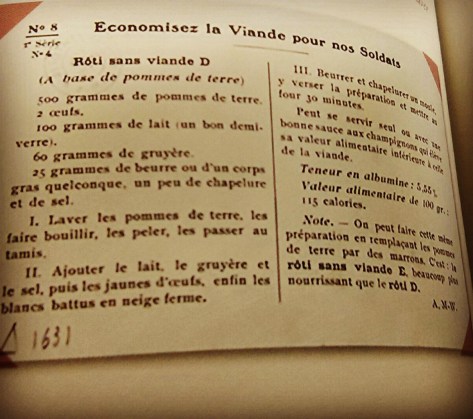 N° 8
1re Série
N° 4
Economisez la Viande pour nos Soldats
Rôti sans viande D
(A base de pommes de terre)
500 grammes de pommes de terre.
2 œufs.
100 grammes de lait (un bon demi-
verre).
60 grammes de gruyère.
25 grammes de beurre ou d'un corps
gras quelconque, un peu de chapelure
et de sel.
I. Laver les pommes de terre, les
faire bouillir, les peler, les passer au
tamis.
II. Ajouter le lait, le gruyère et
le sel, puis les jaunes d'œufs, enfin les
blancs battus en neige ferme.
III. Beurrer et chapelurer un moule,
y verser la préparation et mettre au
four 30 minutes.
Peut se servir seul ou avec une
bonne sauce aux champignons qui élève
sa valeur alimentaire inférieure à celle
de la viande.
Teneur en albumine : 5,55%
Valeur alimentaire de 100 gr. :
115 calories.
Note. — On peut faire cette même
préparation en remplaçant les pommes
de terre par des marrons. C'est le
rôti sans viande E, beaucoup plus
nourrissant que le rôti D.
A. M.-W.
1631